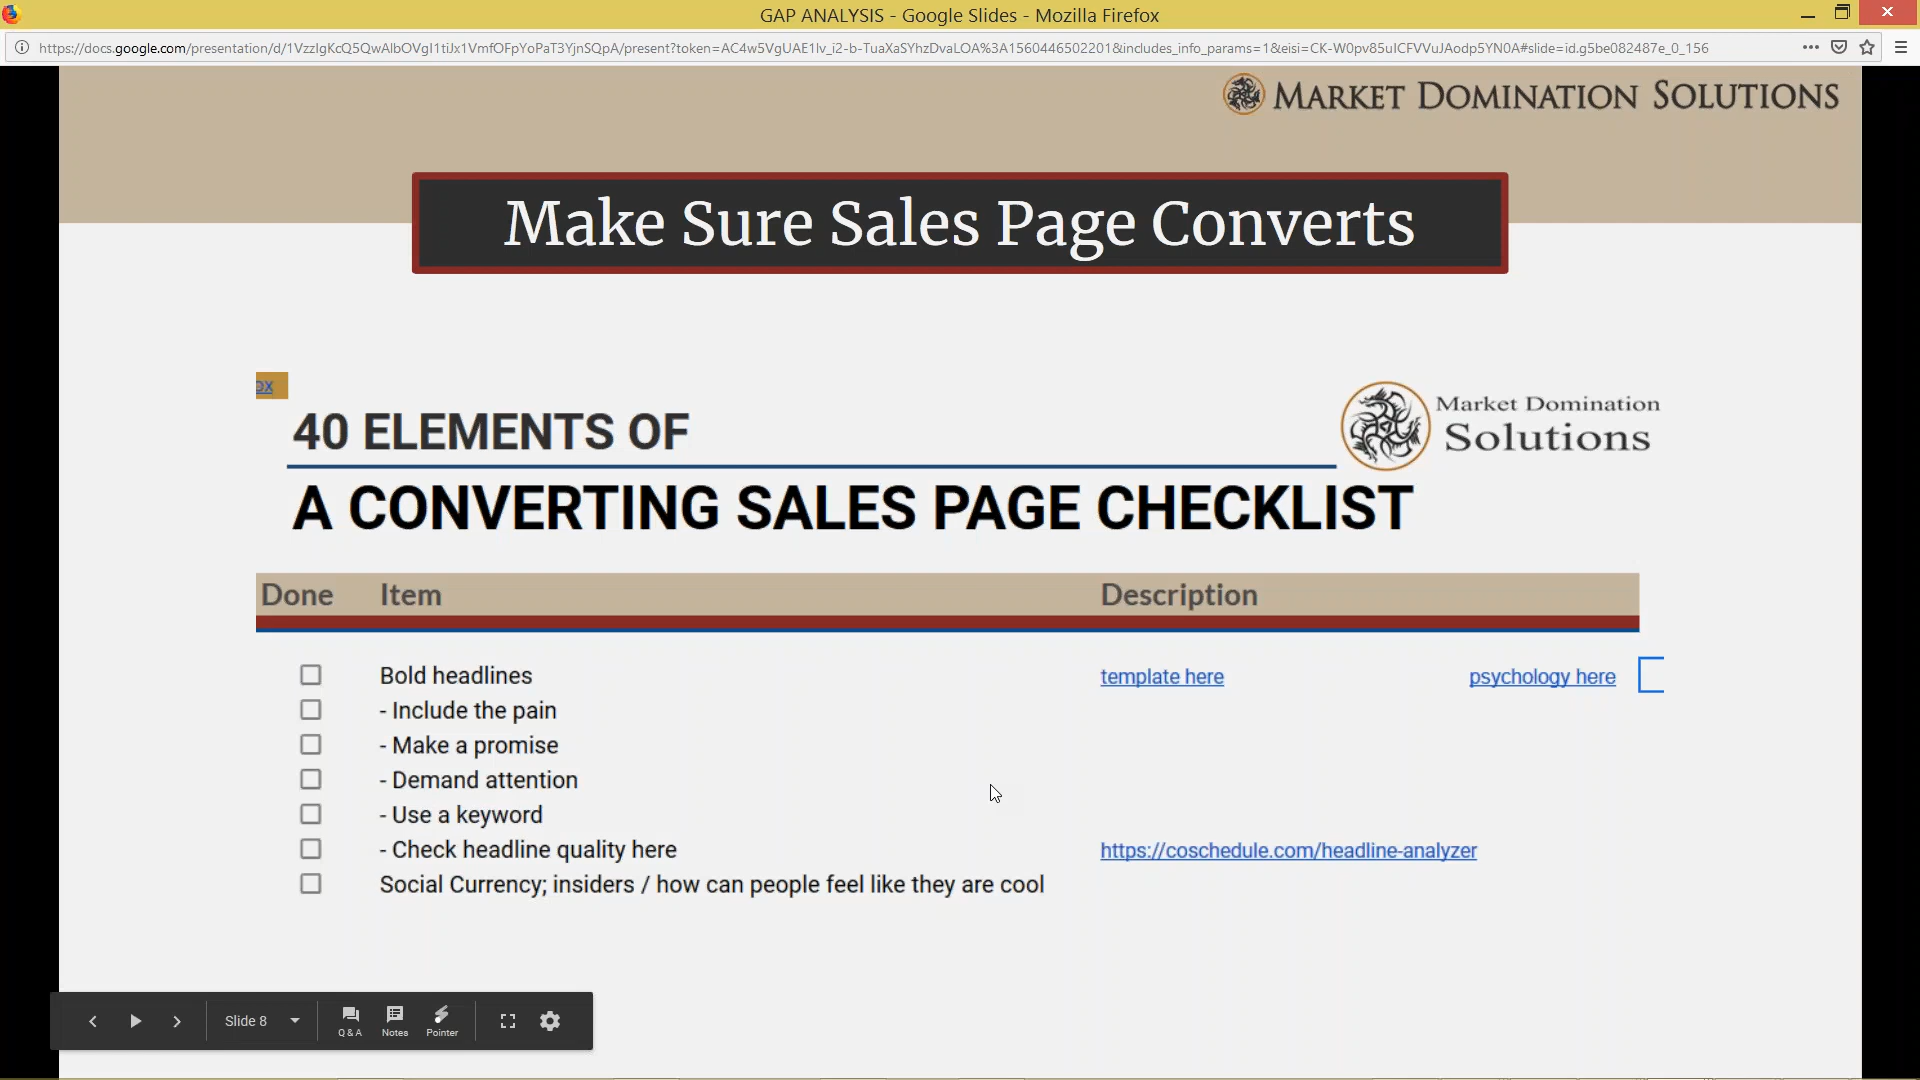 GAP ANALYSIS - Google Slides - Mozilla Firefox
https://docs.google.com/presentation/d/1VzzIgKcQ5QwAlbOVgI1tiJx1VmfOFpYoPaT3YjnSQpA/present?token=AC4w5VgUAE1lv_i2-b-TuaXaSYhzDvaLOA%3A1560446502201&includes_info_params=1&eisi=CK-W0pv85uICFVVuJAodp5YN0A#slide=id.g5be082487e_0_156
MARKET DOMINATION SOLUTIONS
Make Sure Sales Page Converts
ox
40 ELEMENTS OF
Market Domination
Solutions
A CONVERTING SALES PAGE CHECKLIST
Done Item Description
Bold headlines template here psychology here
- Include the pain
- Make a promise
- Demand attention
- Use a keyword
- Check headline quality here https://coschedule.com/headline-analyzer
Social Currency; insiders / how can people feel like they are cool
Slide 8
Q & A Notes Pointer